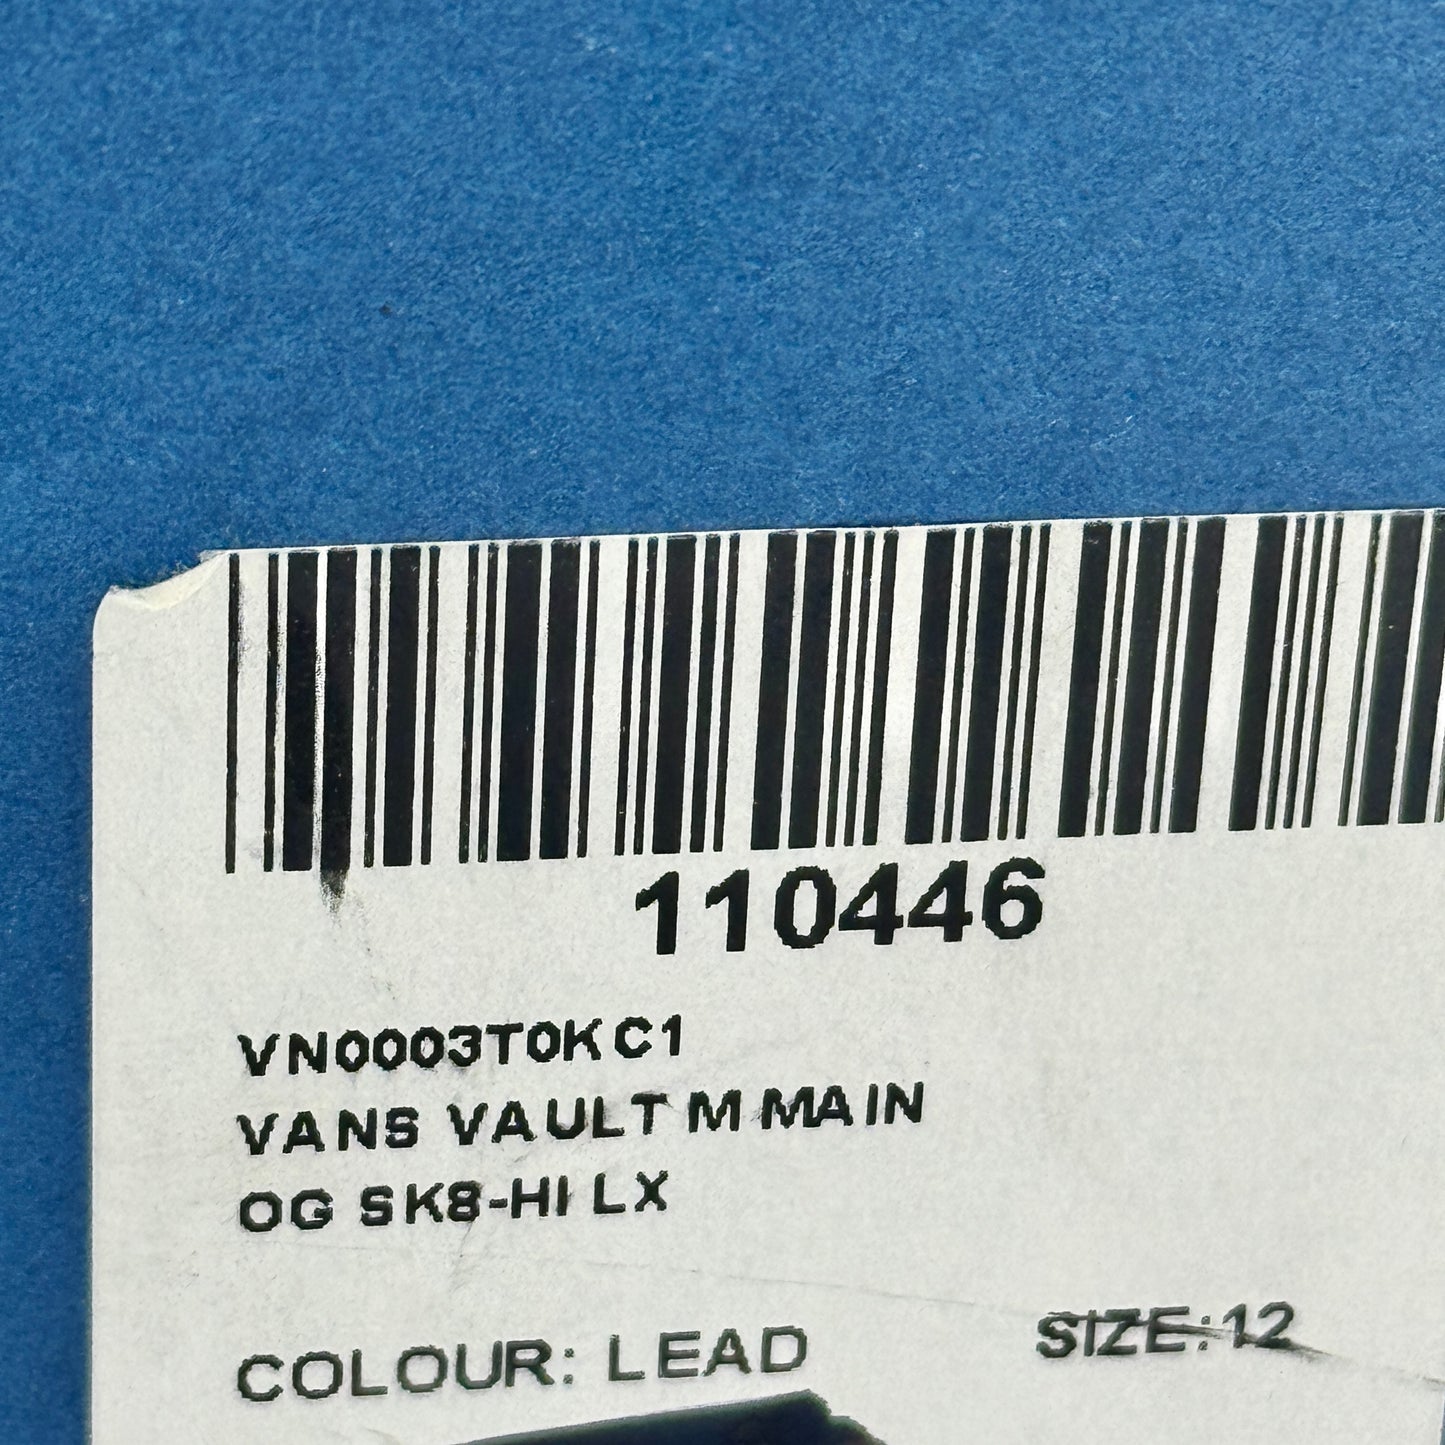 110446
VN0003T0KC1
VANS VAULT M MAIN
OG SK8-HI LX
COLOUR: LEAD
SIZE:12